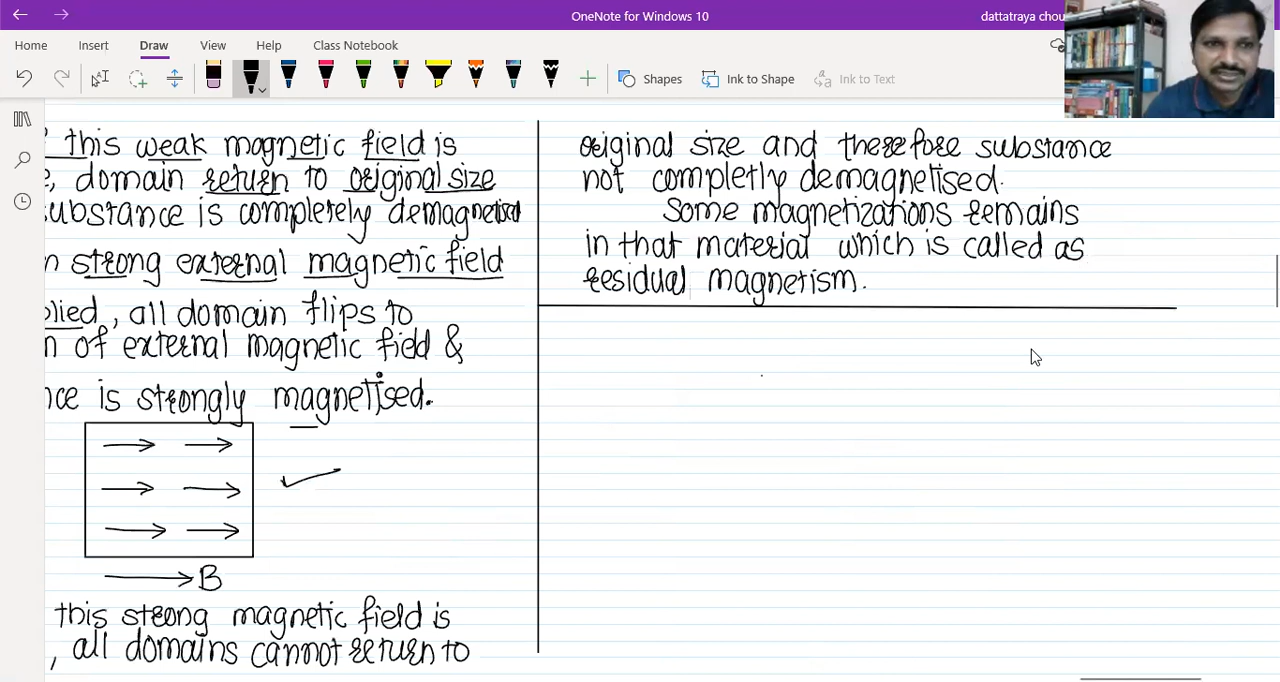 OneNote for Windows 10
dattatraya chou
Home Insert Draw View Help Class Notebook
Shapes Ink to Shape Ink to Text
this weak magnetic field is
, domain return to original size
substance is completely demagnetised
strong external magnetic field
plied, all domain flips to
n of external magnetic field &
nce is strongly magnetised.
B
this strong magnetic field is
, all domains cannot return to
original size and therefore substance
not completly demagnetised.
Some magnetizations remains
in that material which is called as
residual magnetism.